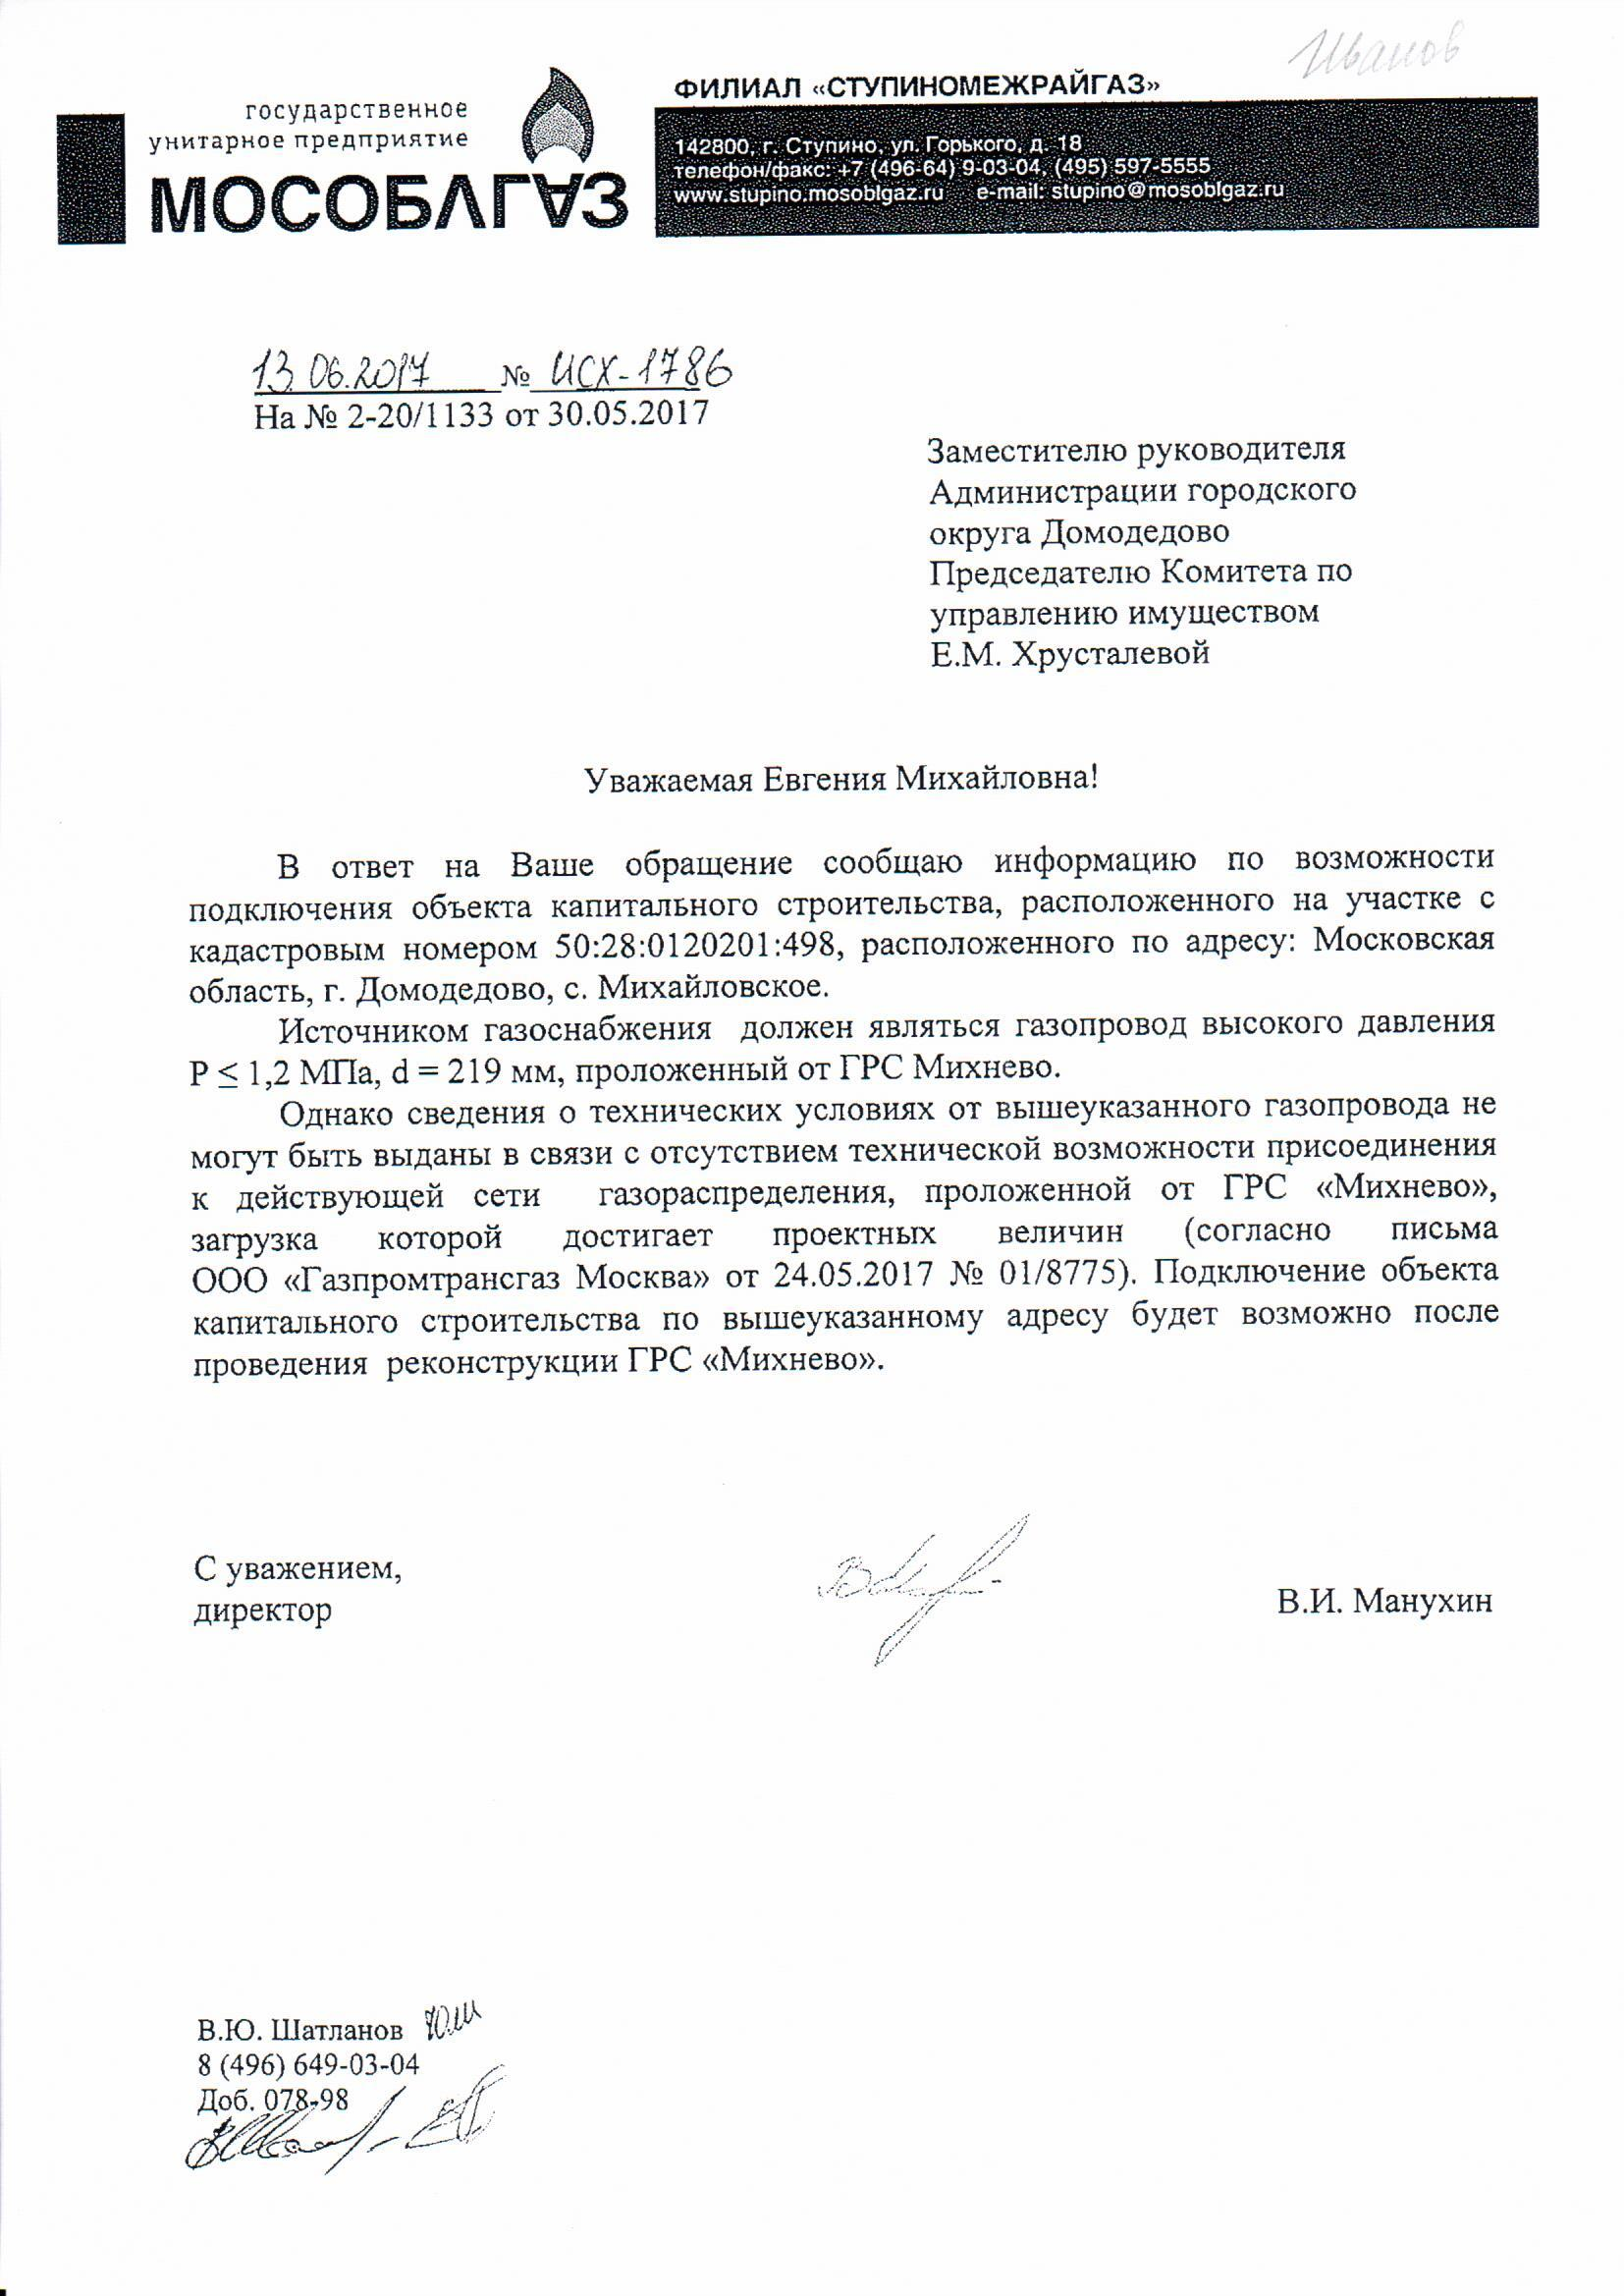 Иванов
государственное
унитарное предприятие
МОСОБЛГАЗ
ФИЛИАЛ «СТУПИНОМЕЖРАЙГАЗ»
142800, г. Ступино, ул. Горького, д. 18
телефон/факс: +7 (496-64) 9-03-04, (495) 597-5555
www.stupino.mosoblgaz.ru e-mail: stupino@mosoblgaz.ru
13.06.2017 № ИСХ-1786
На № 2-20/1133 от 30.05.2017
Заместителю руководителя
Администрации городского
округа Домодедово
Председателю Комитета по
управлению имуществом
Е.М. Хрусталевой
Уважаемая Евгения Михайловна!
В ответ на Ваше обращение сообщаю информацию по возможности
подключения объекта капитального строительства, расположенного на участке с
кадастровым номером 50:28:0120201:498, расположенного по адресу: Московская
область, г. Домодедово, с. Михайловское.
Источником газоснабжения должен являться газопровод высокого давления
Р ≤ 1,2 МПа, d = 219 мм, проложенный от ГРС Михнево.
Однако сведения о технических условиях от вышеуказанного газопровода не
могут быть выданы в связи с отсутствием технической возможности присоединения
к действующей сети газораспределения, проложенной от ГРС «Михнево»,
загрузка которой достигает проектных величин (согласно письма
ООО «Газпромтрансгаз Москва» от 24.05.2017 № 01/8775). Подключение объекта
капитального строительства по вышеуказанному адресу будет возможно после
проведения реконструкции ГРС «Михнево».
С уважением,
директор
В.И. Манухин
В.Ю. Шатланов
8 (496) 649-03-04
Доб. 078-98